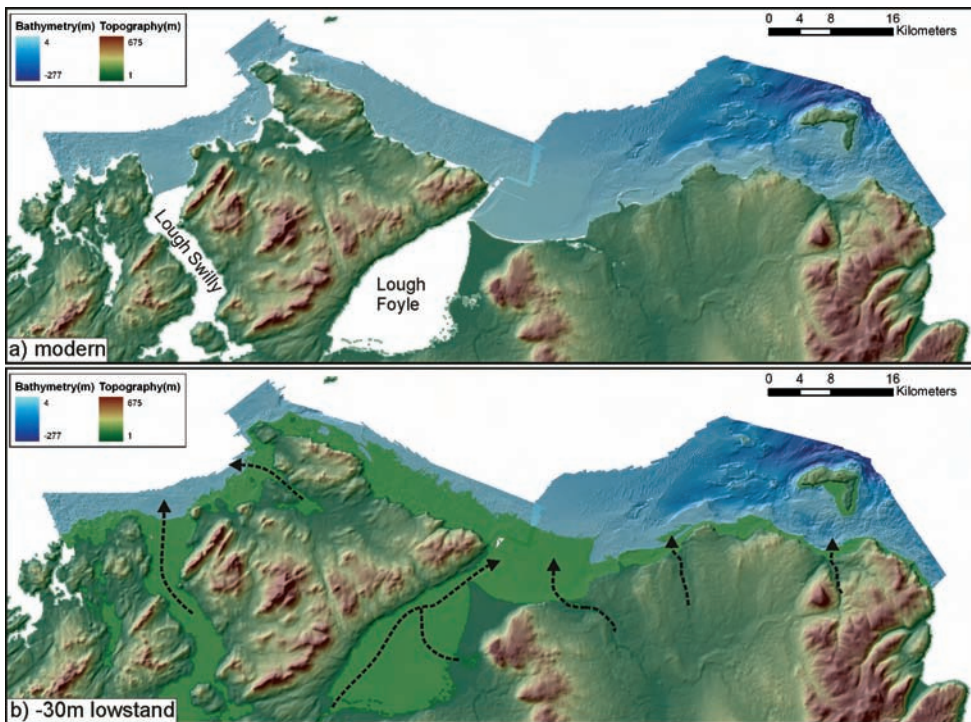 Bathymetry(m) Topography(m)
4 675
-277 1
0 4 8 16
Kilometers
Lough Swilly
Lough
Foyle
a) modern
Bathymetry(m) Topography(m)
4 675
-277 1
0 4 8 16
Kilometers
b) -30m lowstand